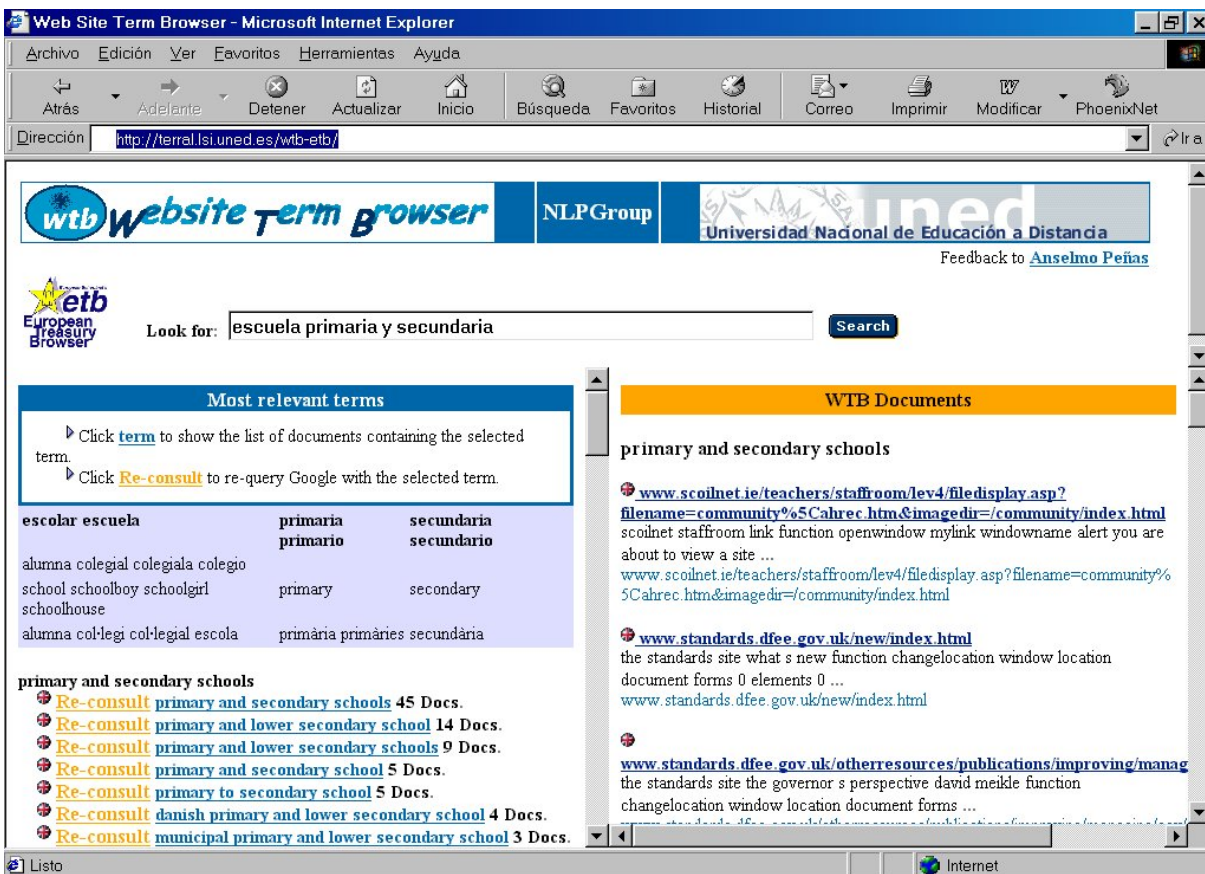 Web Site Term Browser - Microsoft Internet Explorer
Archivo Edición Ver Favoritos Herramientas Ayuda
Atrás Adelante Detener Actualizar Inicio Búsqueda Favoritos Historial Correo Imprimir Modificar PhoenixNet
Dirección http://terral.lsi.uned.es/wtb-etb/ Ir a
wtb Website Term Browser NLPGroup uned
Universidad Nacional de Educación a Distancia
Feedback to Anselmo Peñas
etb
European
Treasury
Browser
Look for: escuela primaria y secundaria Search
Most relevant terms
Click term to show the list of documents containing the selected
term.
Click Re-consult to re-query Google with the selected term.
escolar escuela primaria secundaria
primario secundario
alumna colegial colegiala colegio
school schoolboy schoolgirl primary secondary
schoolhouse
alumna col·legi col·legial escola primària primàries secundària
primary and secondary schools
Re-consult primary and secondary schools 45 Docs.
Re-consult primary and lower secondary school 14 Docs.
Re-consult primary and lower secondary schools 9 Docs.
Re-consult primary and secondary school 5 Docs.
Re-consult primary to secondary school 5 Docs.
Re-consult danish primary and lower secondary school 4 Docs.
Re-consult municipal primary and lower secondary school 3 Docs.
WTB Documents
primary and secondary schools
www.scoilnet.ie/teachers/staffroom/lev4/filedisplay.asp?
filename=community%5Cahrec.htm&imagedir=/community/index.html
scoilnet staffroom link function openwindow mylink windowname alert you are
about to view a site ...
www.scoilnet.ie/teachers/staffroom/lev4/filedisplay.asp?filename=community%
5Cahrec.htm&imagedir=/community/index.html
www.standards.dfee.gov.uk/new/index.html
the standards site what s new function changelocation window location
document forms 0 elements 0 ...
www.standards.dfee.gov.uk/new/index.html
www.standards.dfee.gov.uk/otherresources/publications/improving/manag
the standards site the governor s perspective david meikle function
changelocation window location document forms ...
Listo Internet